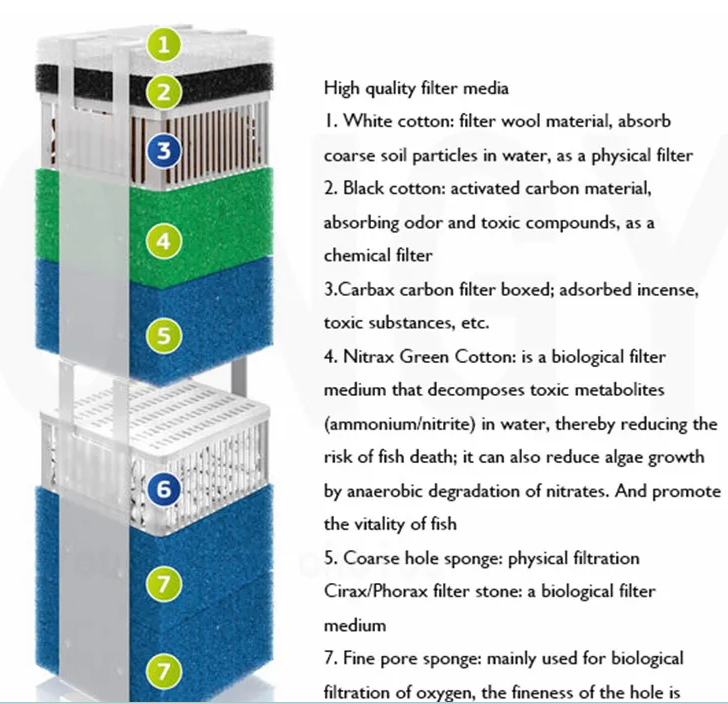 1
2
3
4
5
6
7
7
High quality filter media
1. White cotton: filter wool material, absorb
coarse soil particles in water, as a physical filter
2. Black cotton: activated carbon material,
absorbing odor and toxic compounds, as a
chemical filter
3.Carbax carbon filter boxed; adsorbed incense,
toxic substances, etc.
4. Nitrax Green Cotton: is a biological filter
medium that decomposes toxic metabolites
(ammonium/nitrite) in water, thereby reducing the
risk of fish death; it can also reduce algae growth
by anaerobic degradation of nitrates. And promote
the vitality of fish
5. Coarse hole sponge: physical filtration
Cirax/Phorax filter stone: a biological filter
medium
7. Fine pore sponge: mainly used for biological
filtration of oxygen, the fineness of the hole is